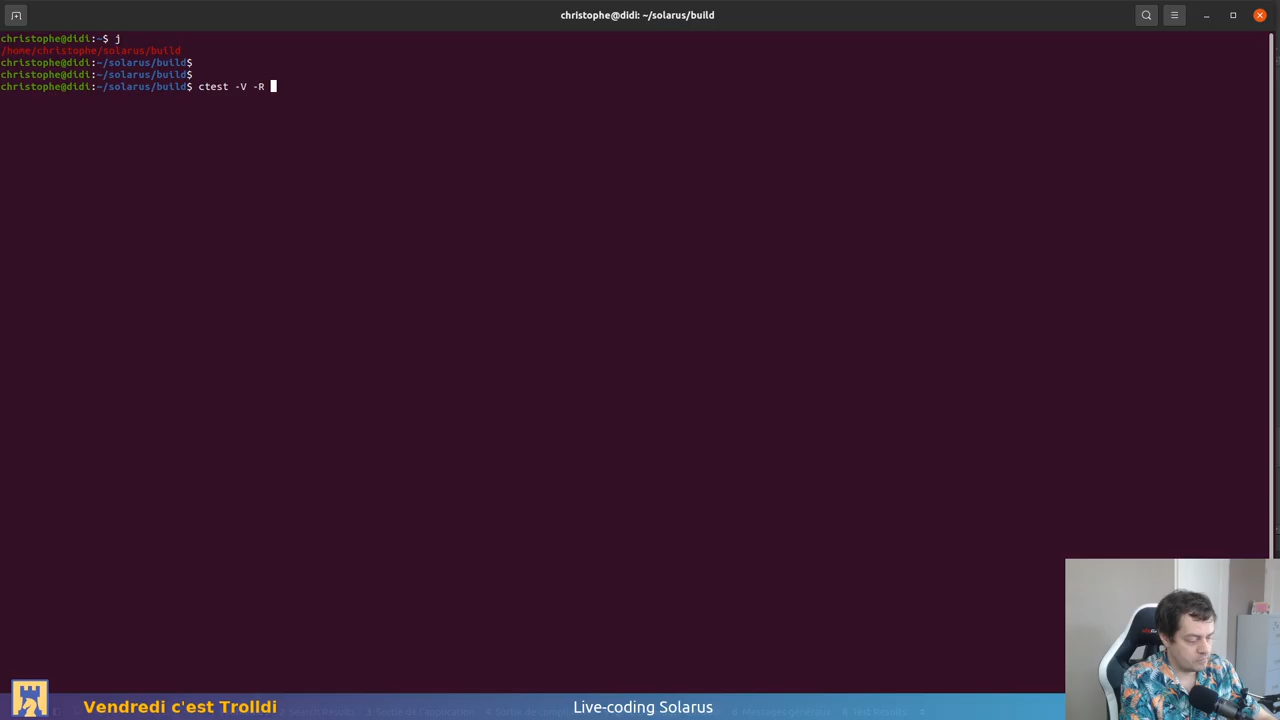 christophe@didi: ~/solarus/build
christophe@didi:~$ j
/home/christophe/solarus/build
christophe@didi:~/solarus/build$
christophe@didi:~/solarus/build$
christophe@didi:~/solarus/build$ ctest -V -R
Vendredi c'est Trolldi
Live-coding Solarus